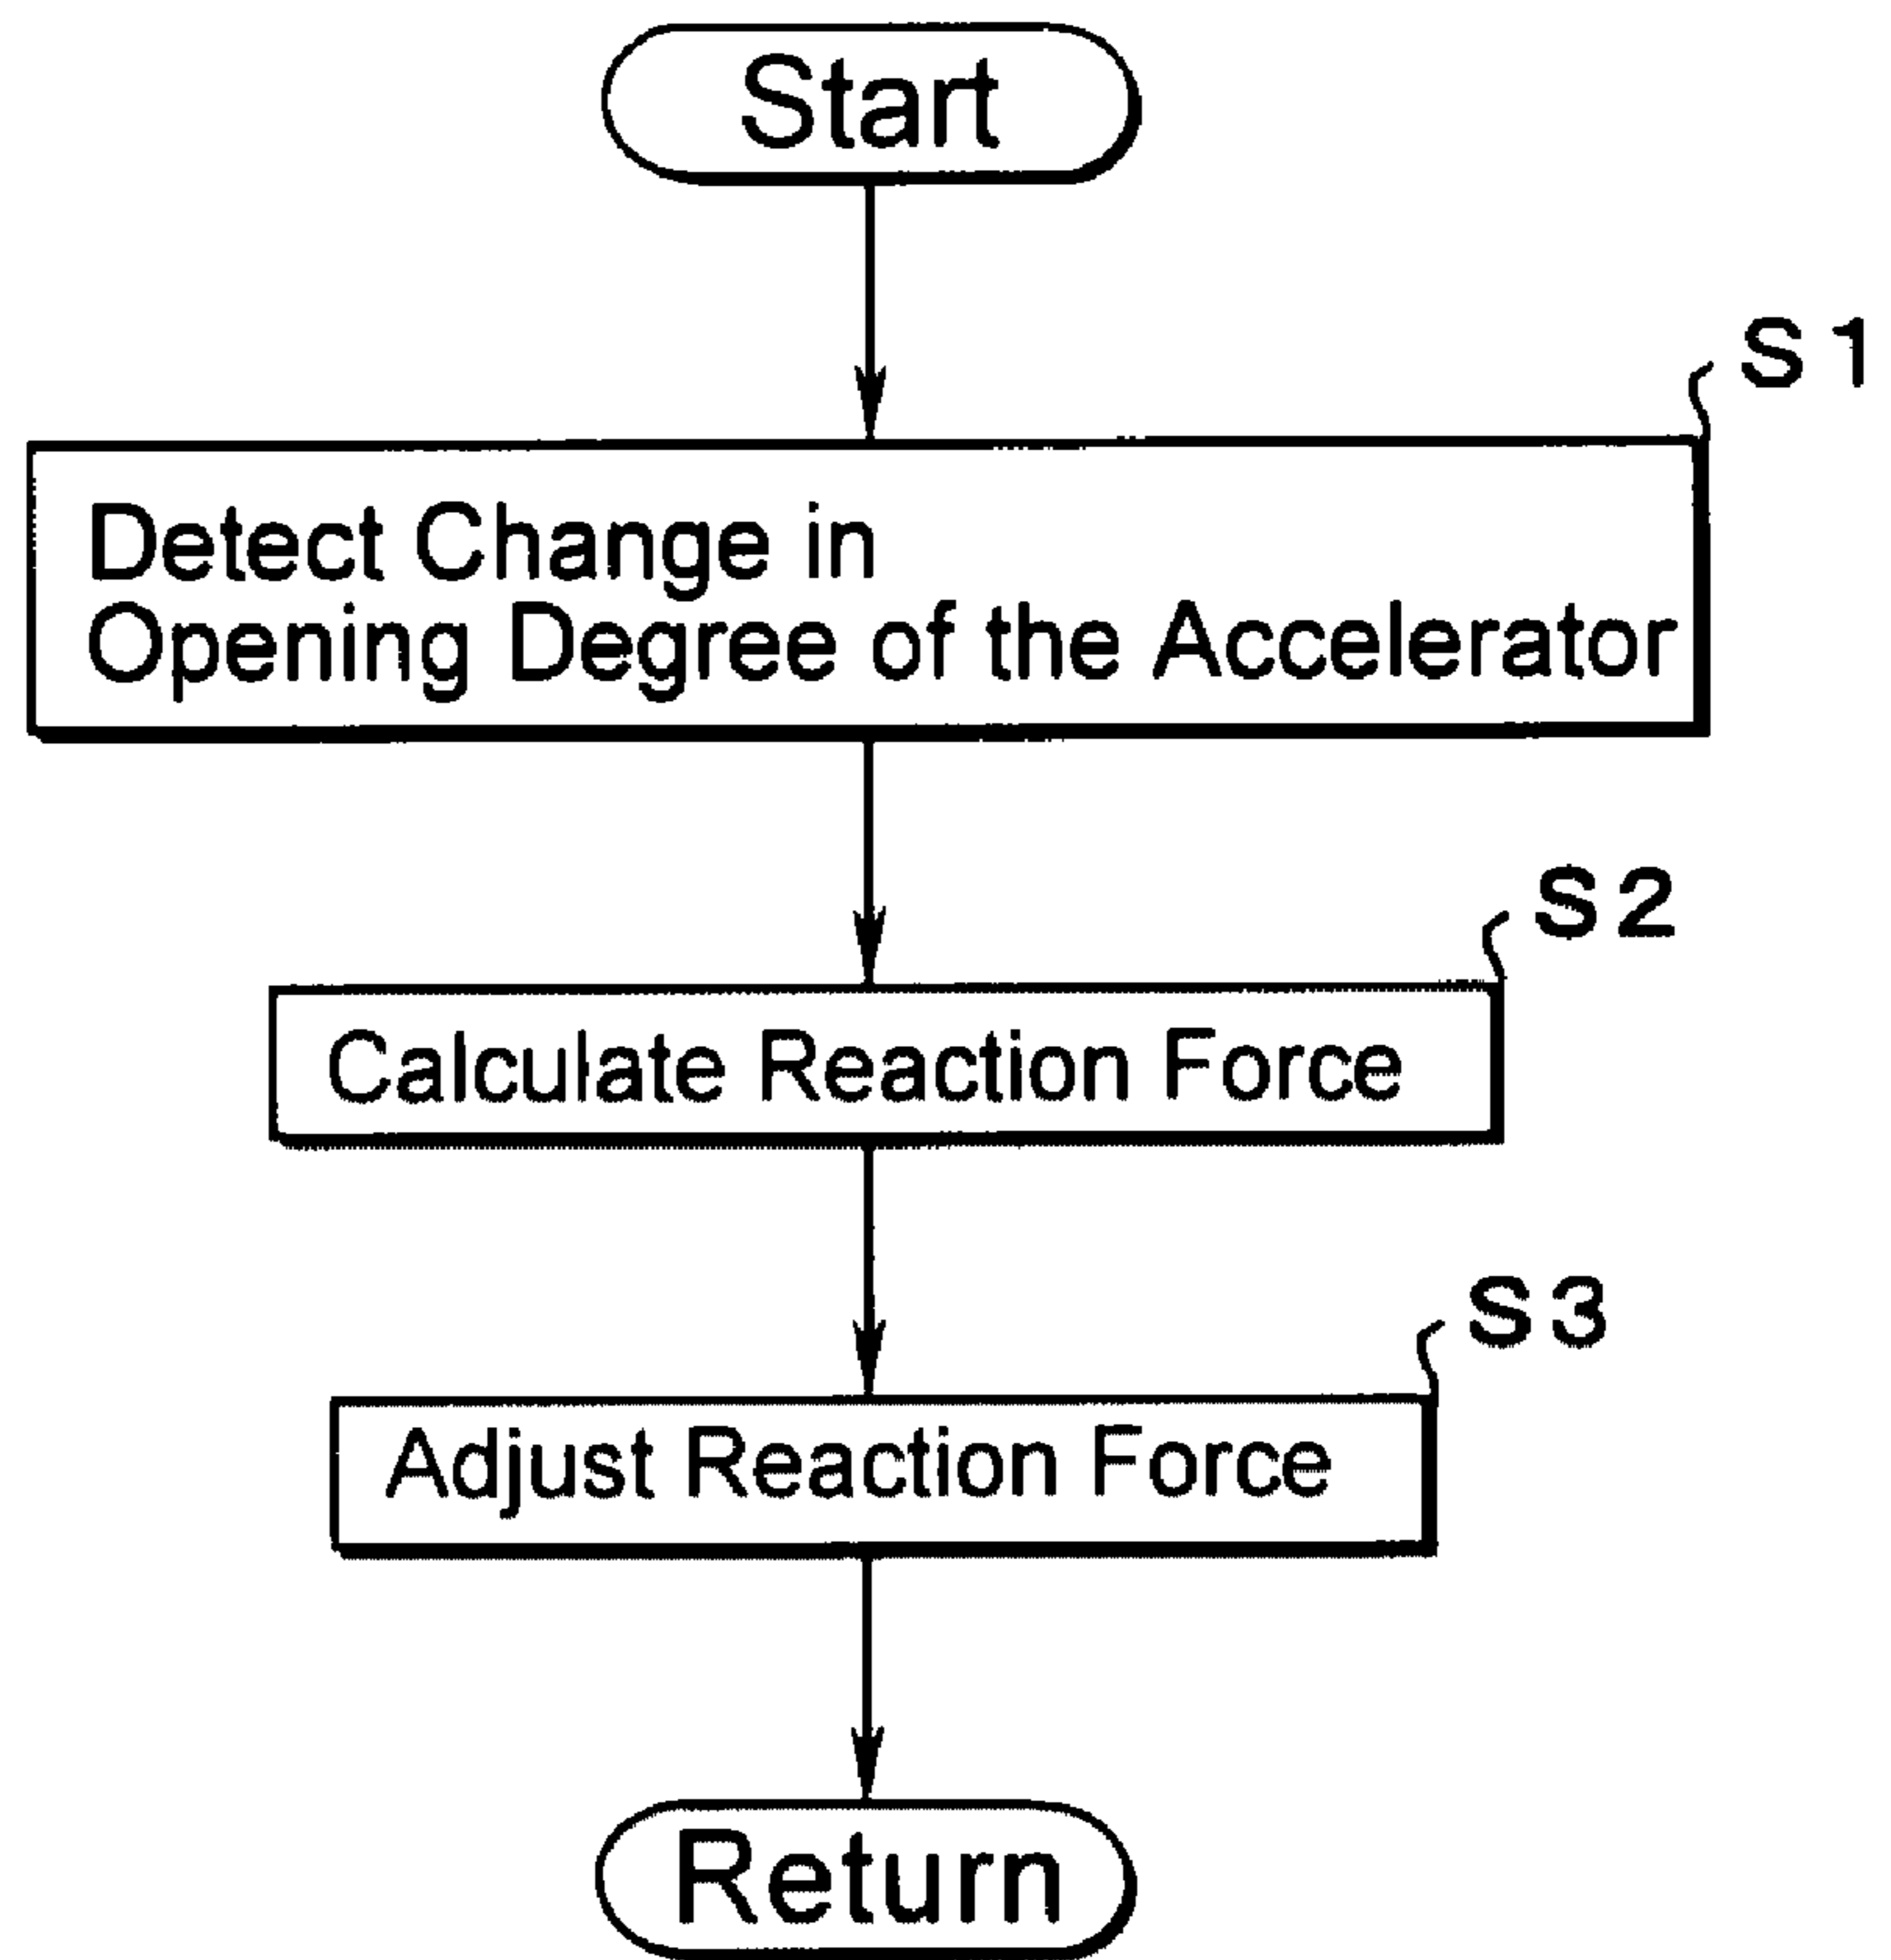 Start
S1
Detect Change in
Opening Degree of the Accelerator
S2
Calculate Reaction Force
S3
Adjust Reaction Force
Return